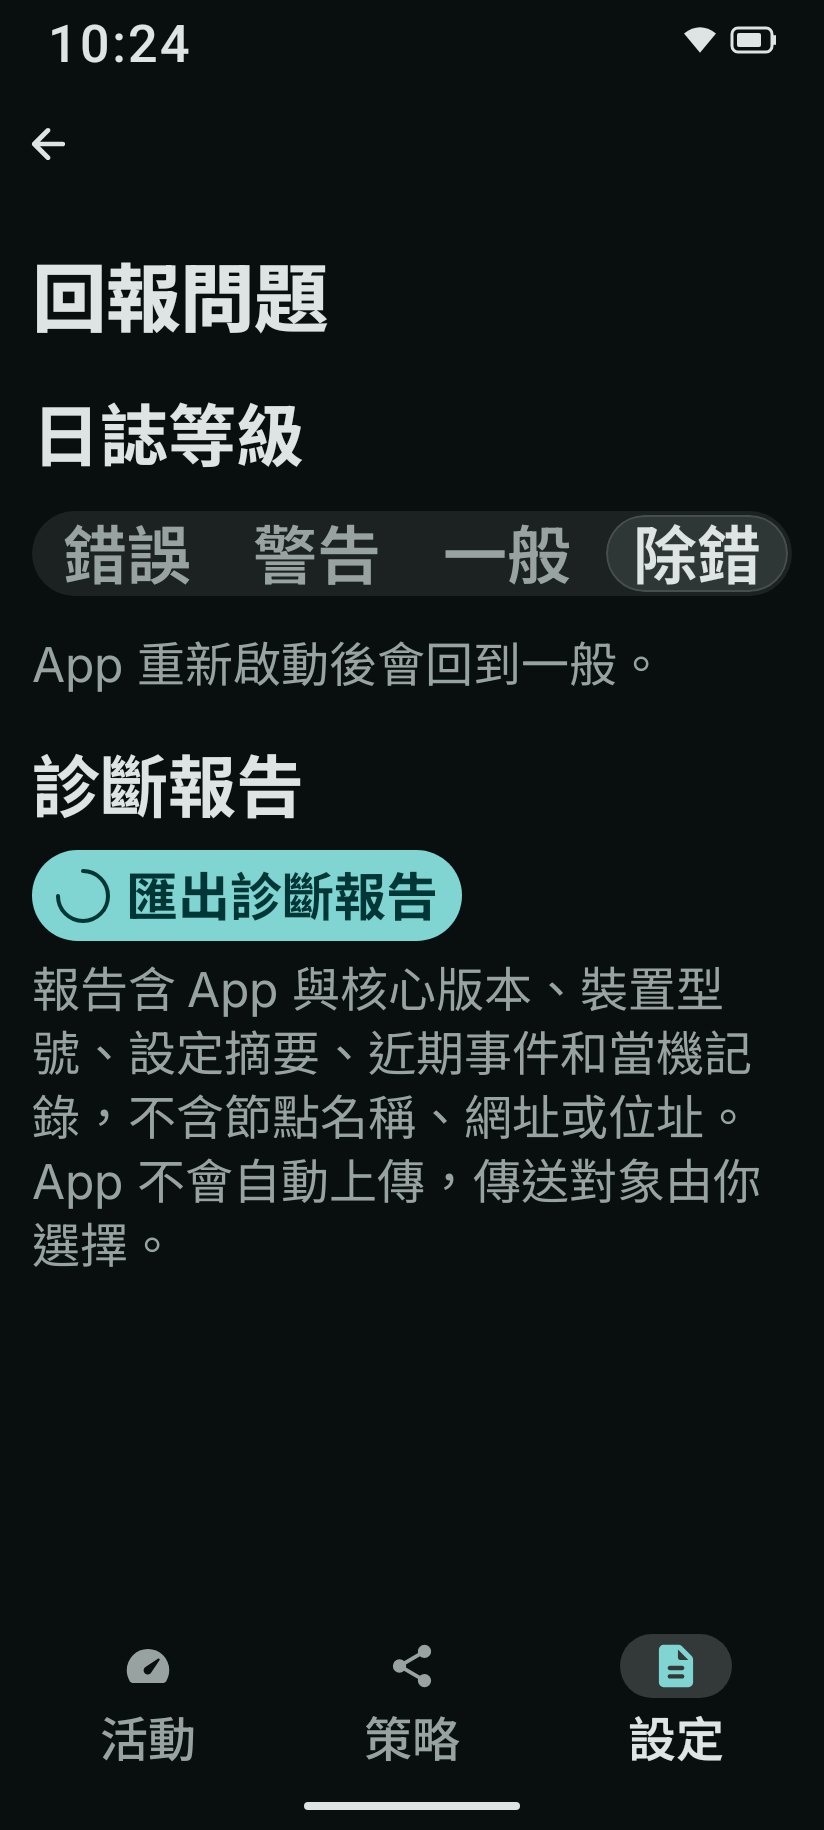 10:24
回報問題
日誌等級
錯誤 警告 一般 除錯
App 重新啟動後會回到一般。
診斷報告
匯出診斷報告
報告含 App 與核心版本、裝置型
號、設定摘要、近期事件和當機記
錄，不含節點名稱、網址或位址。
App 不會自動上傳，傳送對象由你
選擇。
活動 策略 設定